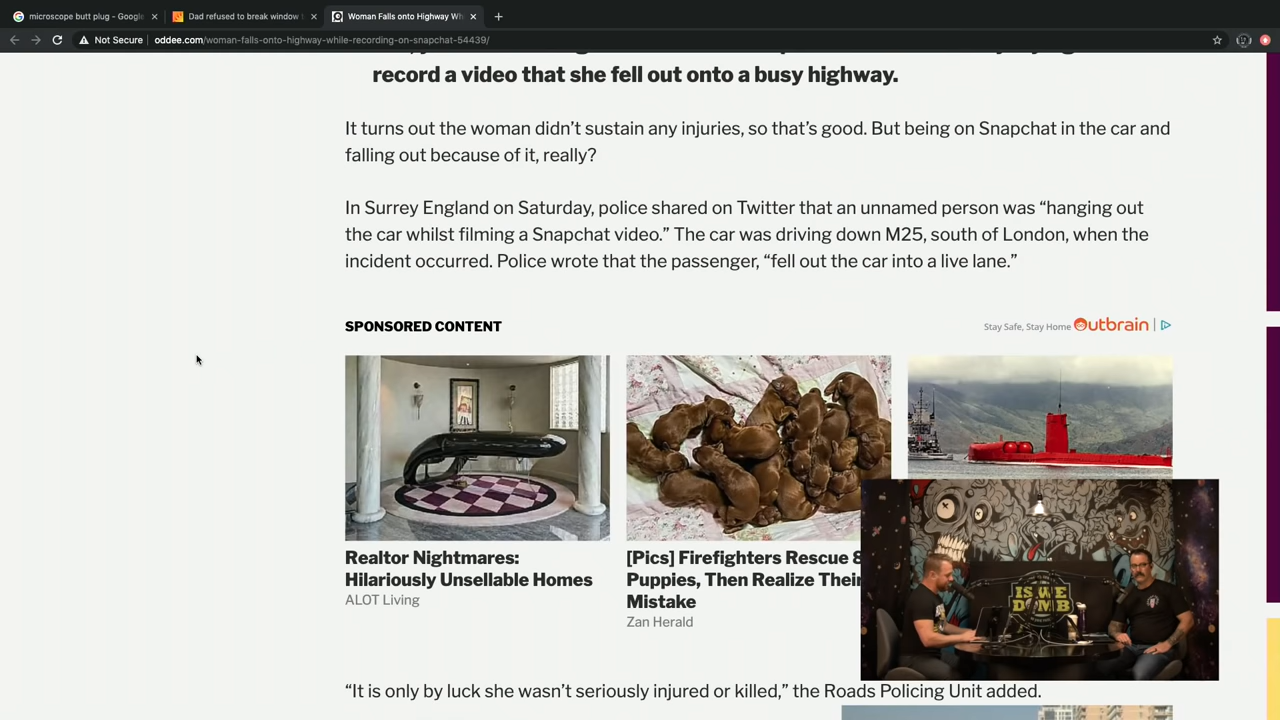 microscope butt plug - Google
Dad refused to break window
Woman Falls onto Highway Wh
Not Secure
oddee.com/woman-falls-onto-highway-while-recording-on-snapchat-54439/
record a video that she fell out onto a busy highway.
It turns out the woman didn’t sustain any injuries, so that’s good. But being on Snapchat in the car and
falling out because of it, really?
In Surrey England on Saturday, police shared on Twitter that an unnamed person was “hanging out
the car whilst filming a Snapchat video.” The car was driving down M25, south of London, when the
incident occurred. Police wrote that the passenger, “fell out the car into a live lane.”
SPONSORED CONTENT
Stay Safe, Stay Home Outbrain
Realtor Nightmares:
Hilariously Unsellable Homes
ALOT Living
[Pics] Firefighters Rescue 8
Puppies, Then Realize Their
Mistake
Zan Herald
“It is only by luck she wasn’t seriously injured or killed,” the Roads Policing Unit added.